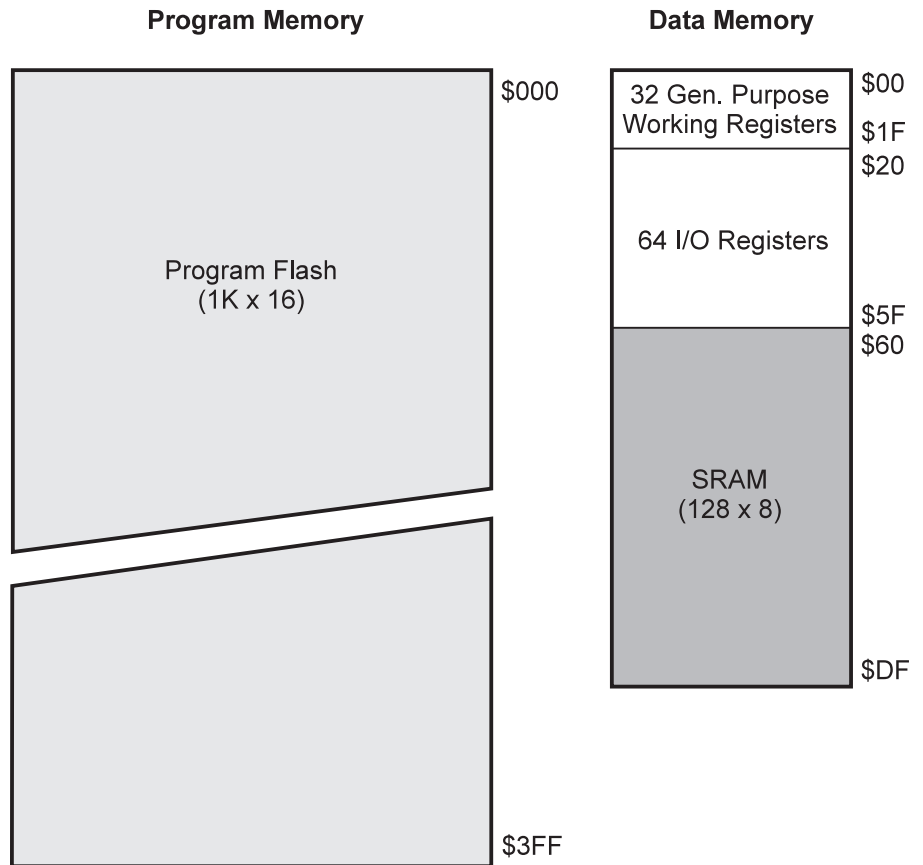 Program Memory
$000
Program Flash
(1K x 16)
$3FF
Data Memory
32 Gen. Purpose
Working Registers
$00
$1F
$20
64 I/O Registers
$5F
$60
SRAM
(128 x 8)
$DF